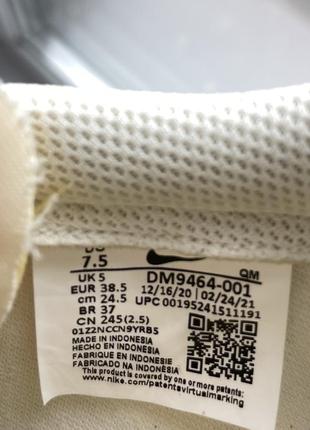 7.5
QM
UK 5
DM9464-001
EUR 38.5
12/16/20 02/24/21
cm 24.5
UPC 00195241511191
BR 37
CN 245(2.5)
01Z2NCCN9YRB5
MADE IN INDONESIA
HECHO EN INDONESIA
FABRIQUE EN INDONESIE
FABRICADO NA INDONÉSIA
This product is covered by one or more patents.
See www.nike.com/patentsvirtualmarking